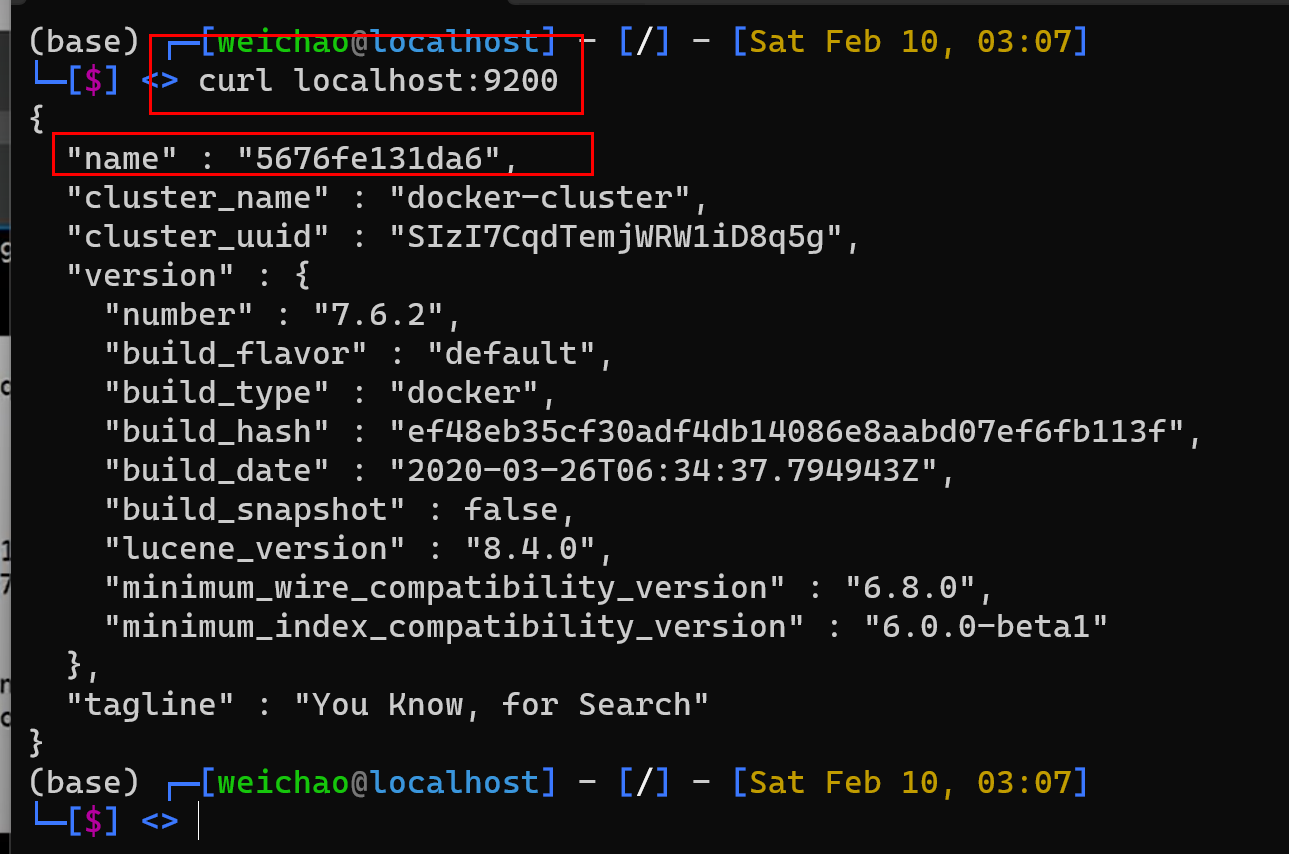 (base) ┌─[weichao@localhost] - [/] - [Sat Feb 10, 03:07]
└─[$] <> curl localhost:9200
{
  "name" : "5676fe131da6",
  "cluster_name" : "docker-cluster",
  "cluster_uuid" : "SIzI7CqdTemjWRW1iD8q5g",
  "version" : {
    "number" : "7.6.2",
    "build_flavor" : "default",
    "build_type" : "docker",
    "build_hash" : "ef48eb35cf30adf4db14086e8aabd07ef6fb113f",
    "build_date" : "2020-03-26T06:34:37.794943Z",
    "build_snapshot" : false,
    "lucene_version" : "8.4.0",
    "minimum_wire_compatibility_version" : "6.8.0",
    "minimum_index_compatibility_version" : "6.0.0-beta1"
  },
  "tagline" : "You Know, for Search"
}
(base) ┌─[weichao@localhost] - [/] - [Sat Feb 10, 03:07]
└─[$] <>